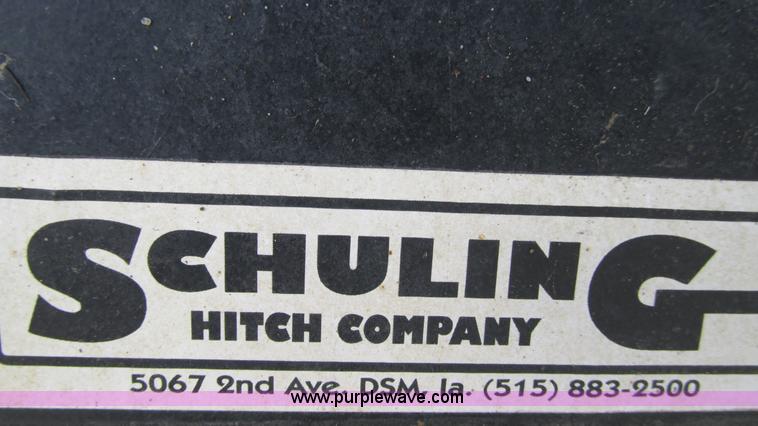 SCHULING
HITCH COMPANY
5067 2nd Ave. DSM, Ia. (515) 883-2500
www.purplewave.com